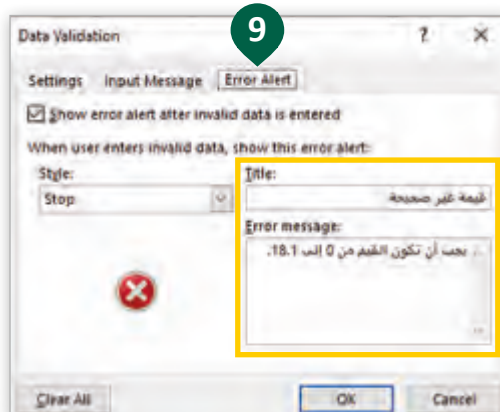 9
Data Validation ? ×
Settings Input Message Error Alert
Show error alert after invalid data is entered
When user enters invalid data, show this error alert:
Style:
Stop
Title:
قيمة غير صحيحة
Error message:
يجب أن تكون القيم من 0 إلى 18.1.
Clear All OK Cancel